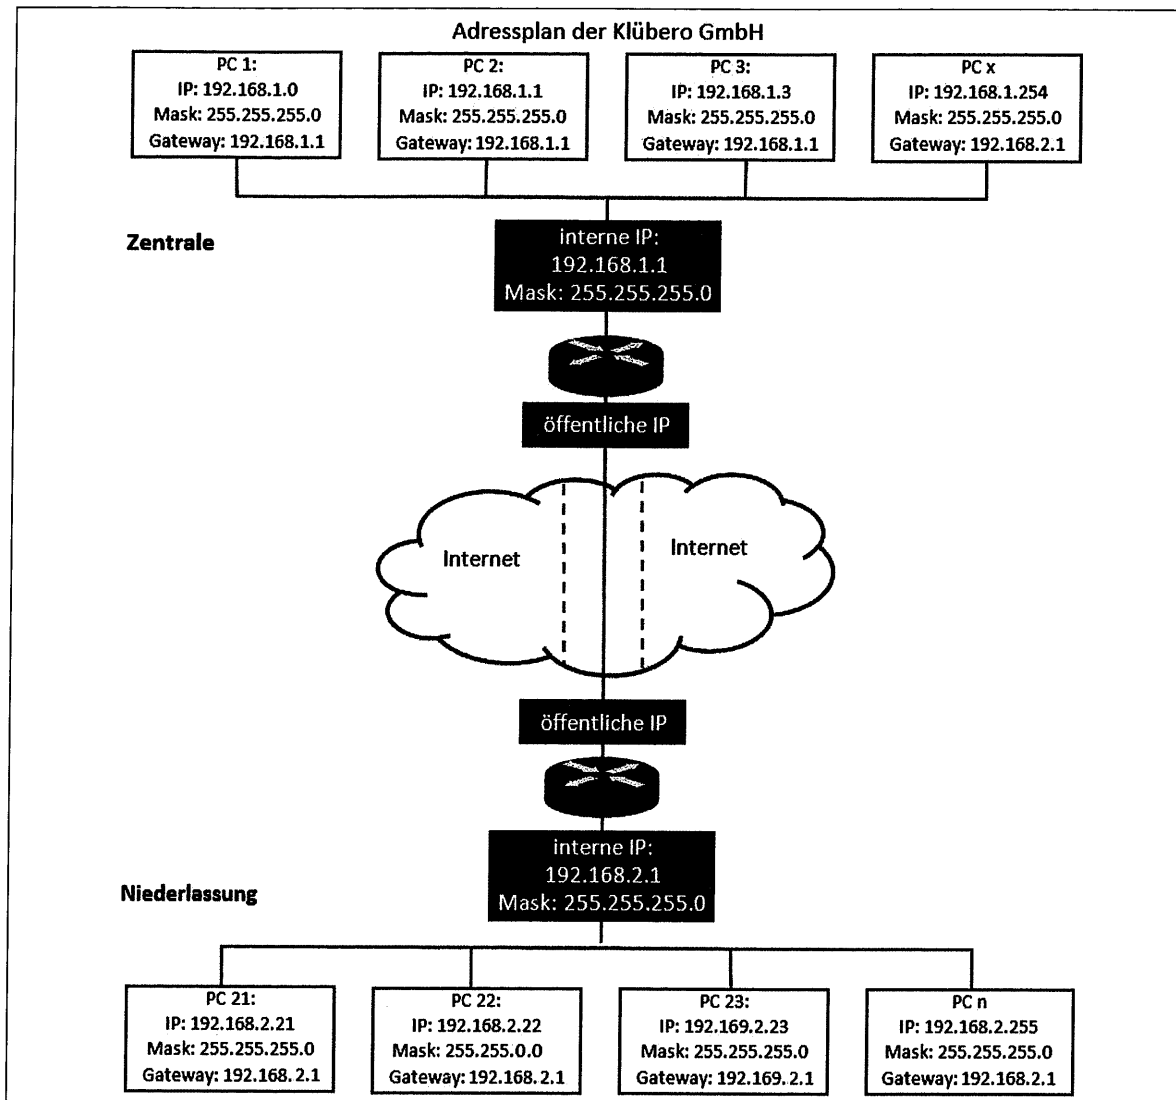 Adressplan der Klübero GmbH
PC 1:
IP: 192.168.1.0
Mask: 255.255.255.0
Gateway: 192.168.1.1
PC 2:
IP: 192.168.1.1
Mask: 255.255.255.0
Gateway: 192.168.1.1
PC 3:
IP: 192.168.1.3
Mask: 255.255.255.0
Gateway: 192.168.1.1
PC x
IP: 192.168.1.254
Mask: 255.255.255.0
Gateway: 192.168.2.1
Zentrale
interne IP:
192.168.1.1
Mask: 255.255.255.0
öffentliche IP
Internet
Internet
öffentliche IP
interne IP:
192.168.2.1
Mask: 255.255.255.0
Niederlassung
PC 21:
IP: 192.168.2.21
Mask: 255.255.255.0
Gateway: 192.168.2.1
PC 22:
IP: 192.168.2.22
Mask: 255.255.0.0
Gateway: 192.168.2.1
PC 23:
IP: 192.169.2.23
Mask: 255.255.255.0
Gateway: 192.169.2.1
PC n
IP: 192.168.2.255
Mask: 255.255.255.0
Gateway: 192.168.2.1